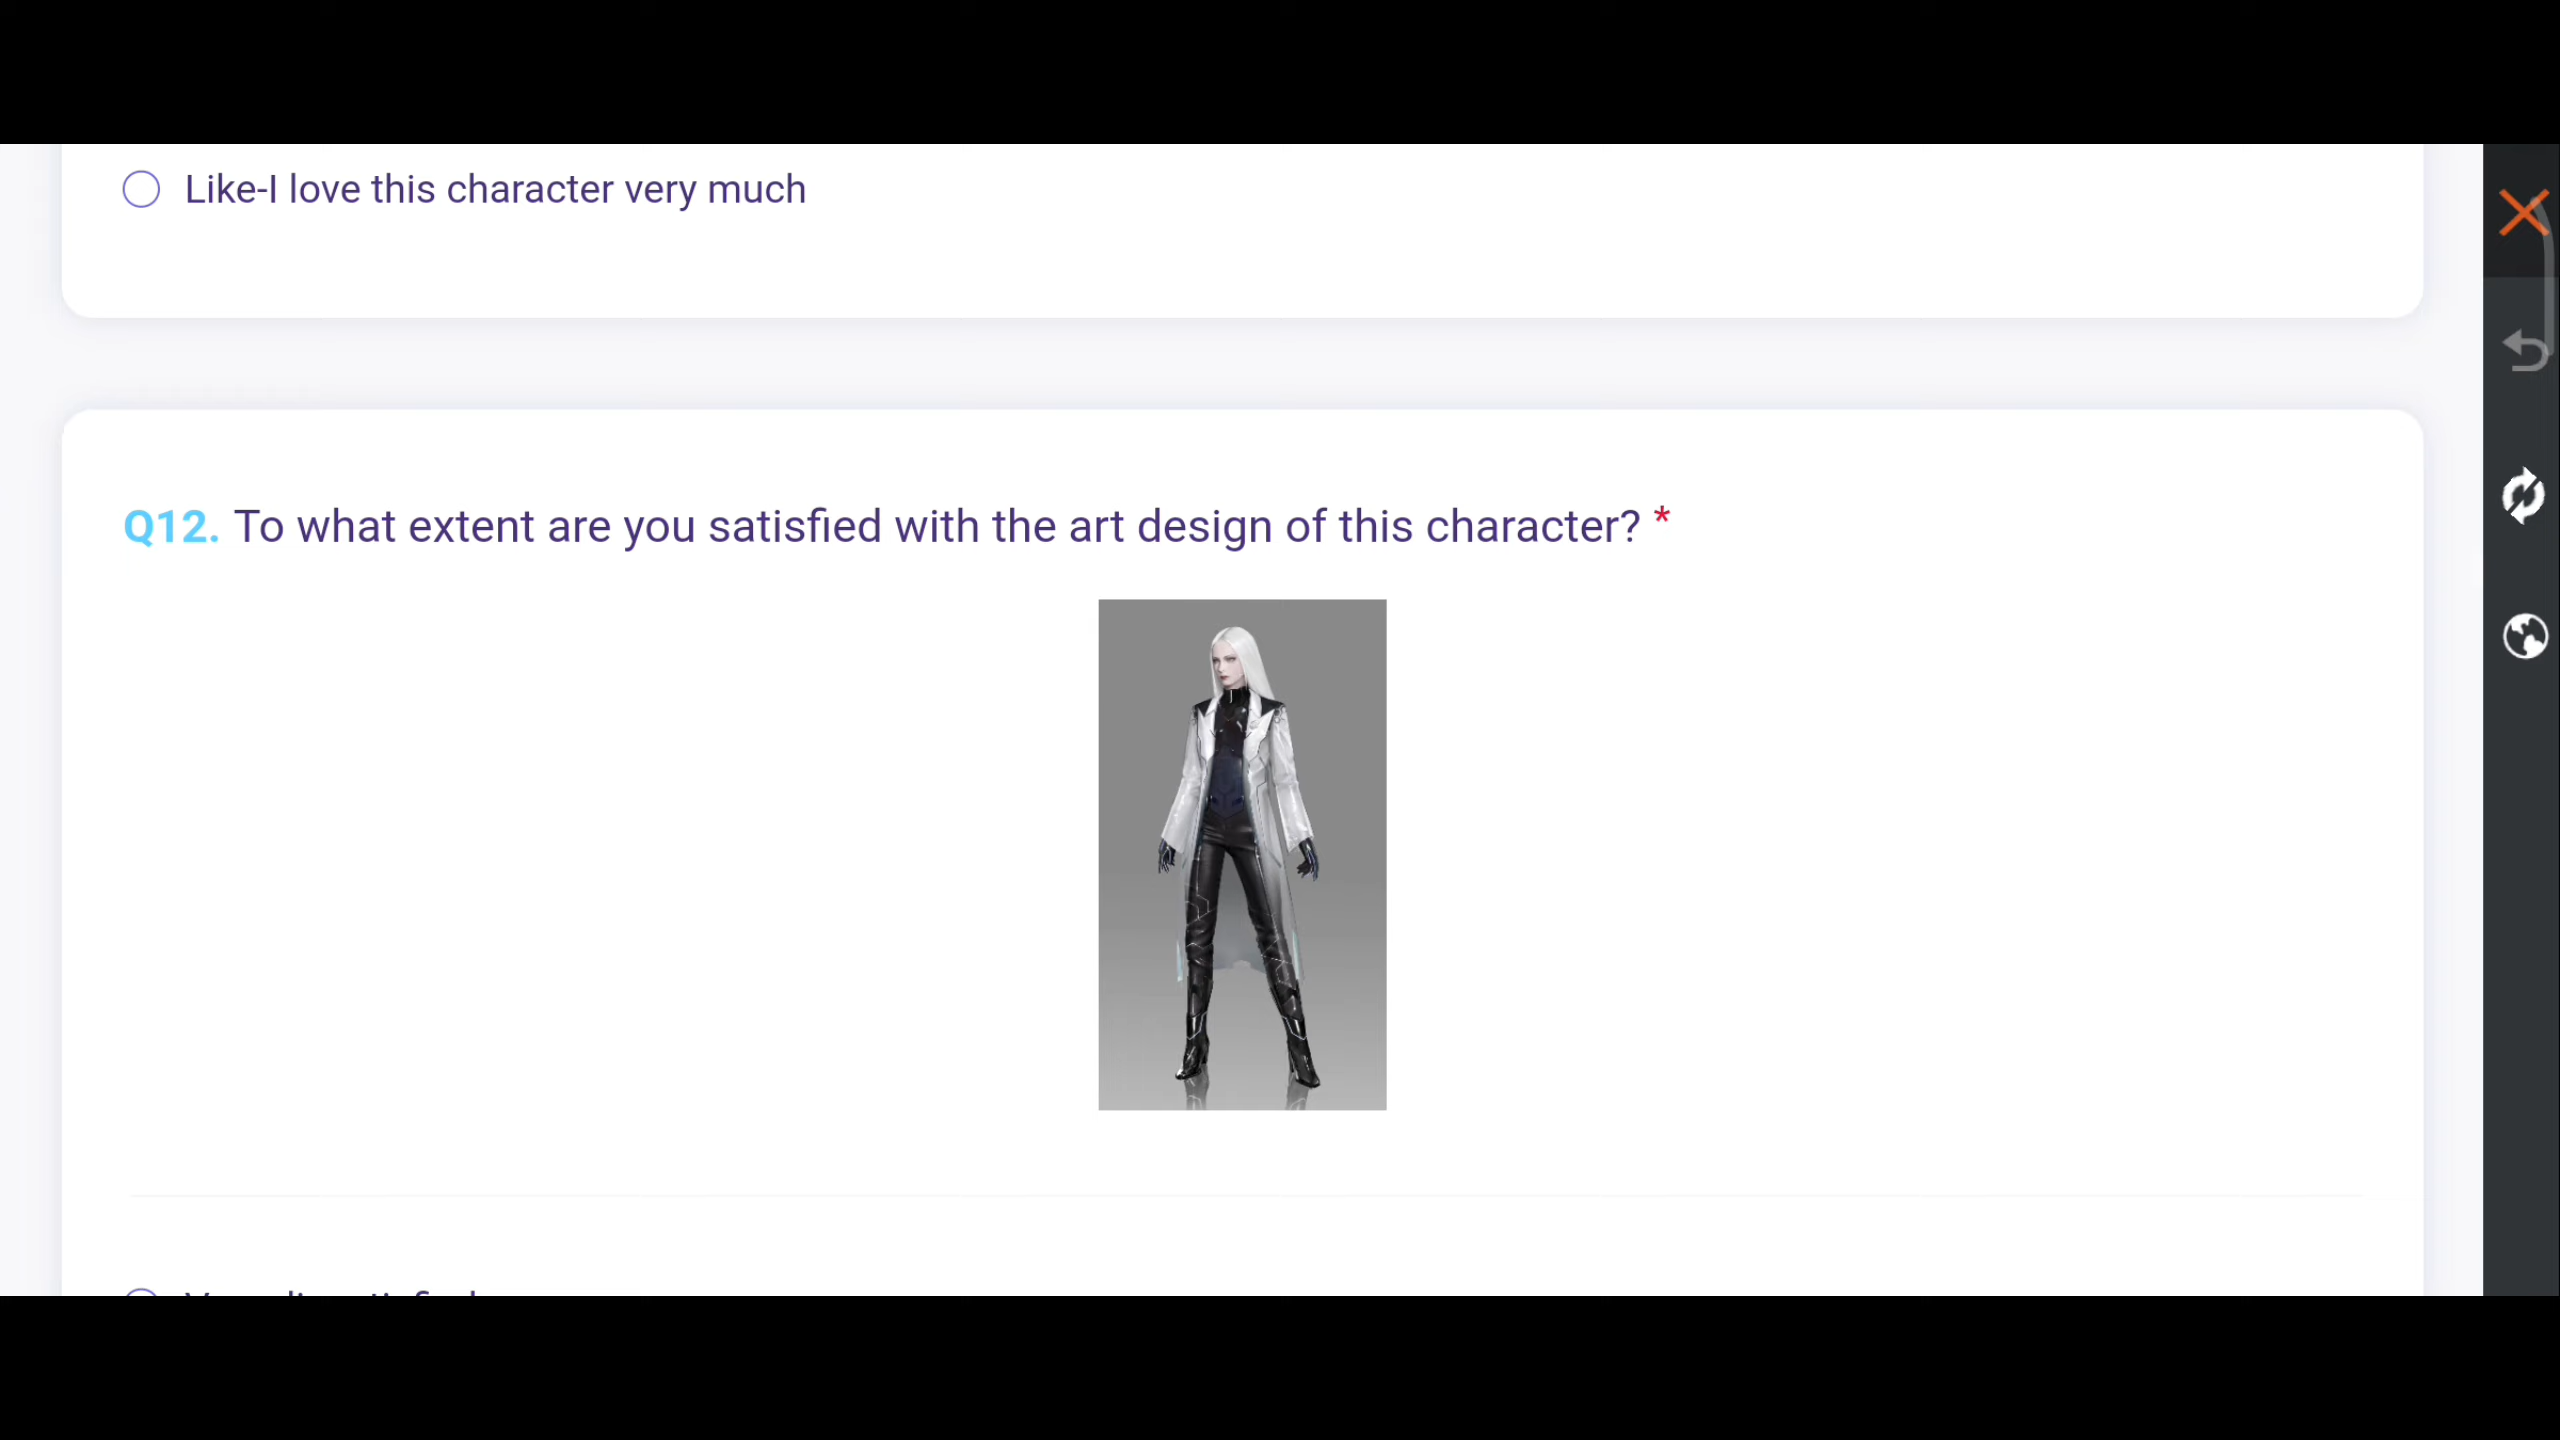 Like-I love this character very much
Q12. To what extent are you satisfied with the art design of this character? *